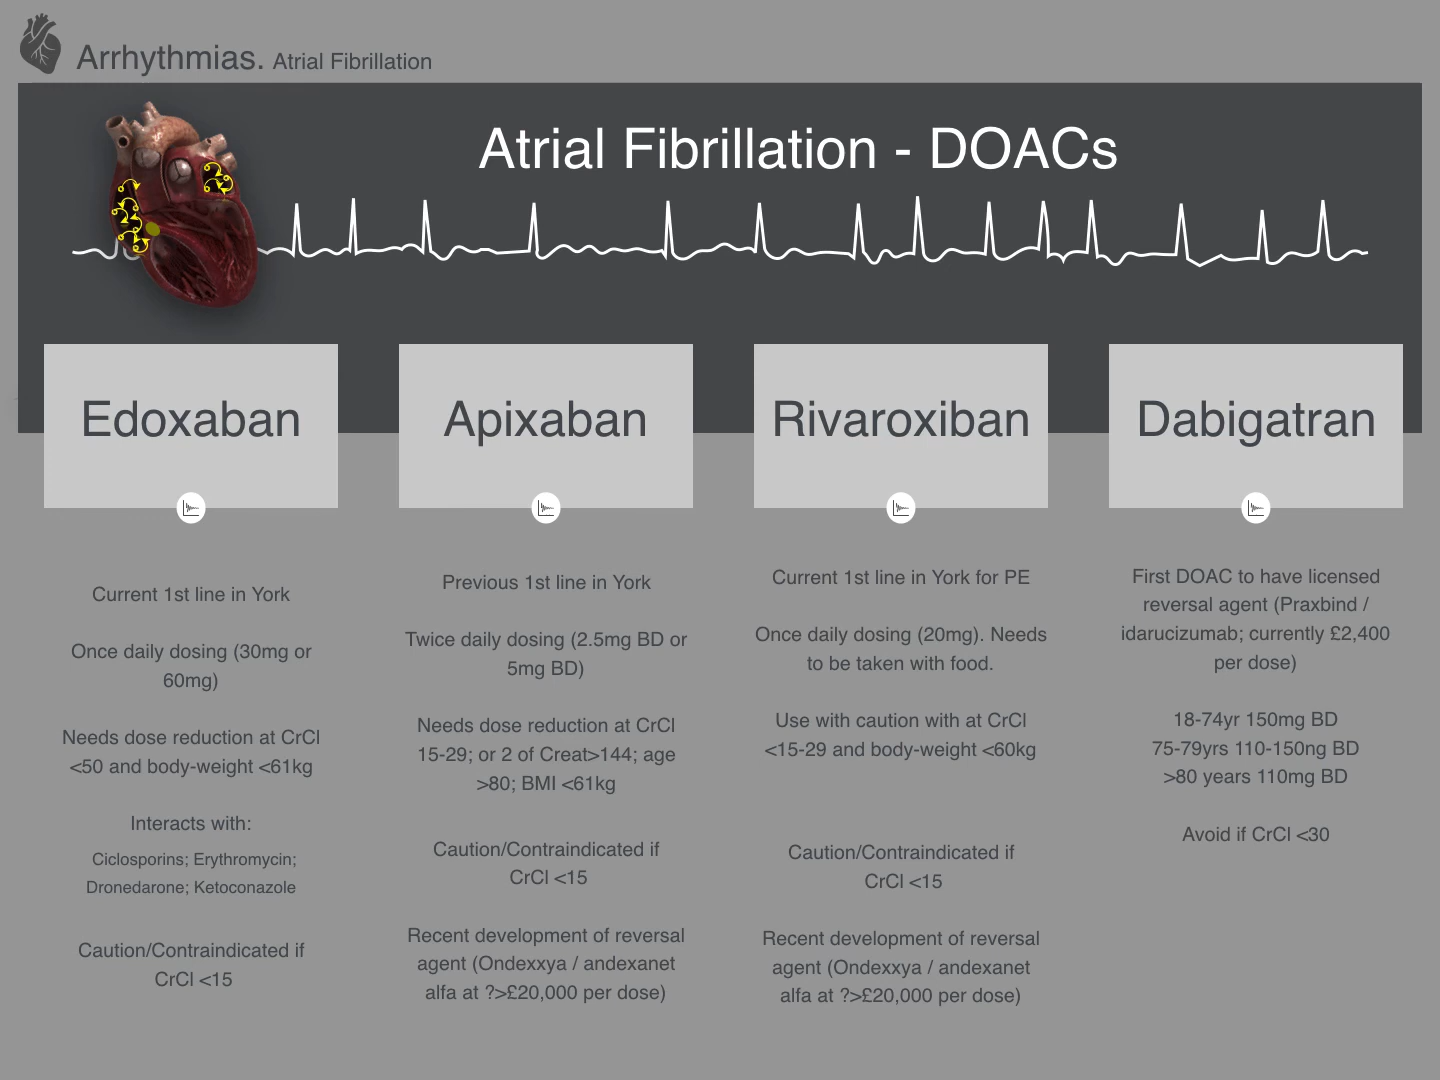 Arrhythmias. Atrial Fibrillation
Atrial Fibrillation - DOACs
Edoxaban
Current 1st line in York
Once daily dosing (30mg or
60mg)
Needs dose reduction at CrCl
<50 and body-weight <61kg
Interacts with:
Ciclosporins; Erythromycin;
Dronedarone; Ketoconazole
Caution/Contraindicated if
CrCl <15
Apixaban
Previous 1st line in York
Twice daily dosing (2.5mg BD or
5mg BD)
Needs dose reduction at CrCl
15-29; or 2 of Creat>144; age
>80; BMI <61kg
Caution/Contraindicated if
CrCl <15
Recent development of reversal
agent (Ondexxya / andexanet
alfa at ?>£20,000 per dose)
Rivaroxiban
Current 1st line in York for PE
Once daily dosing (20mg). Needs
to be taken with food.
Use with caution with at CrCl
<15-29 and body-weight <60kg
Caution/Contraindicated if
CrCl <15
Recent development of reversal
agent (Ondexxya / andexanet
alfa at ?>£20,000 per dose)
Dabigatran
First DOAC to have licensed
reversal agent (Praxbind /
idarucizumab; currently £2,400
per dose)
18-74yr 150mg BD
75-79yrs 110-150ng BD
>80 years 110mg BD
Avoid if CrCl <30